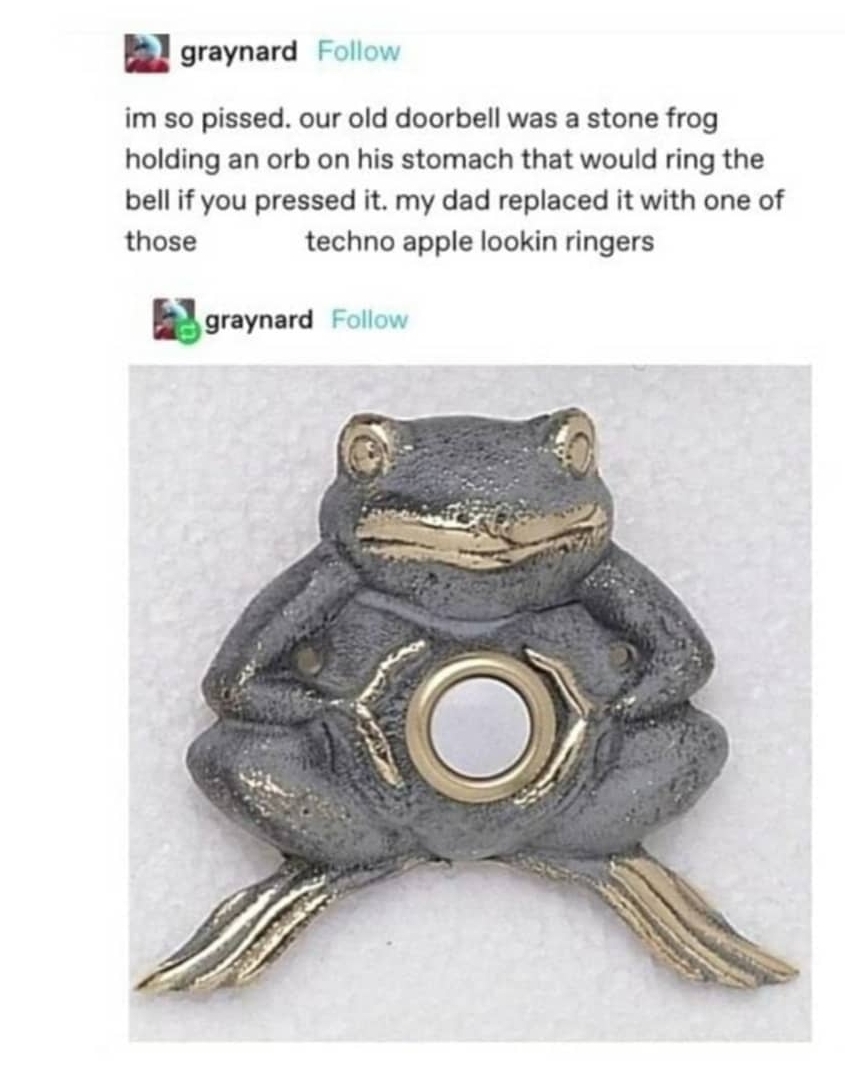 graynard Follow
im so pissed. our old doorbell was a stone frog
holding an orb on his stomach that would ring the
bell if you pressed it. my dad replaced it with one of
those techno apple lookin ringers
graynard Follow